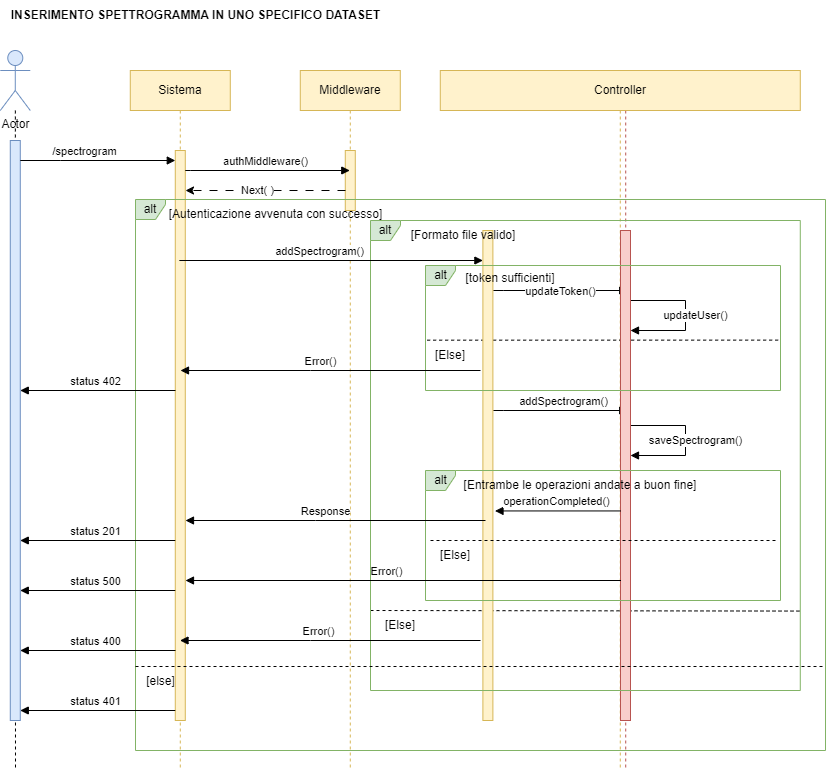 INSERIMENTO SPETTROGRAMMA IN UNO SPECIFICO DATASET
Sistema
Middleware
Controller
Actor
/spectrogram
authMiddleware()
Next( )
alt
[Autenticazione avvenuta con successo]
alt
[Formato file valido]
addSpectrogram()
alt
[token sufficienti]
updateToken()
updateUser()
[Else]
Error()
status 402
addSpectrogram()
saveSpectrogram()
alt
[Entrambe le operazioni andate a buon fine]
operationCompleted()
Response
status 201
[Else]
Error()
status 500
[Else]
Error()
status 400
[else]
status 401